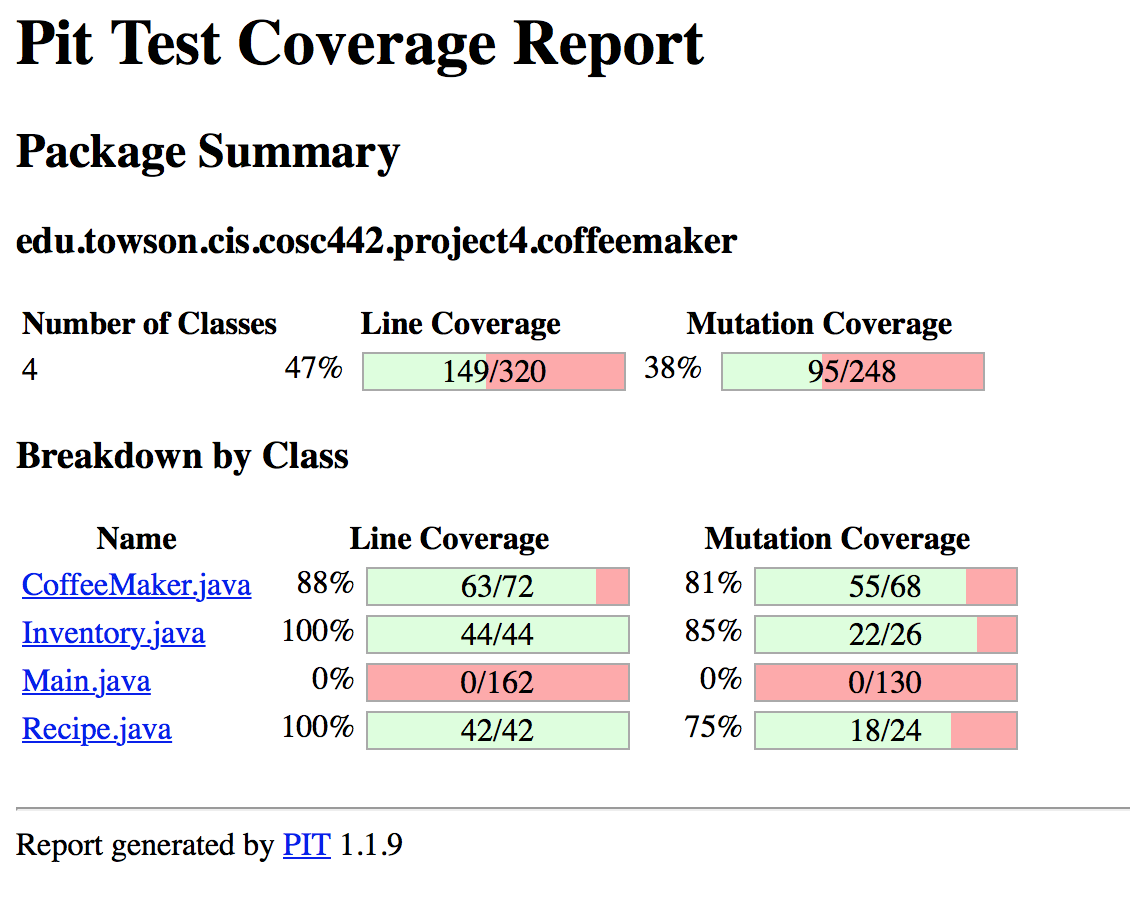 Pit Test Coverage Report
Package Summary
edu.towson.cis.cosc442.project4.coffeemaker
Number of Classes Line Coverage Mutation Coverage
4 47% 149/320 38% 95/248
Breakdown by Class
Name Line Coverage Mutation Coverage
CoffeeMaker.java 88% 63/72 81% 55/68
Inventory.java 100% 44/44 85% 22/26
Main.java 0% 0/162 0% 0/130
Recipe.java 100% 42/42 75% 18/24
Report generated by PIT 1.1.9